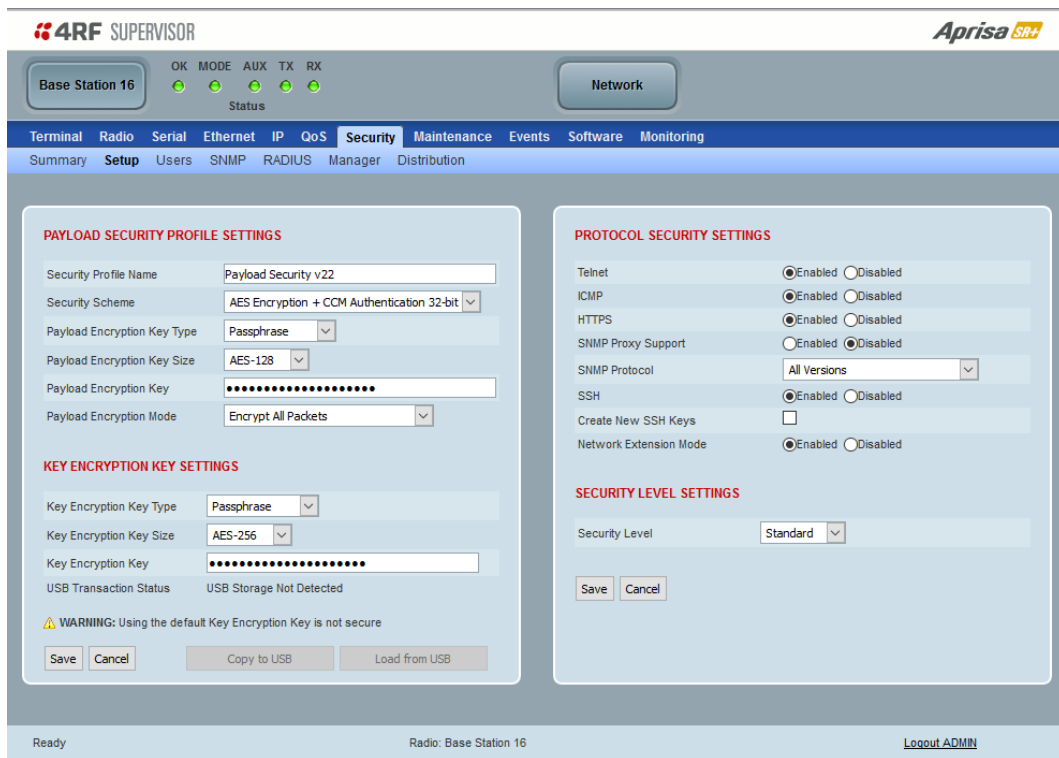 4RF SUPERVISOR
Aprisa SR+
Base Station 16
OK MODE AUX TX RX
Status
Network
Terminal Radio Serial Ethernet IP QoS Security Maintenance Events Software Monitoring
Summary Setup Users SNMP RADIUS Manager Distribution
PAYLOAD SECURITY PROFILE SETTINGS
Security Profile Name Payload Security v22
Security Scheme AES Encryption + CCM Authentication 32-bit
Payload Encryption Key Type Passphrase
Payload Encryption Key Size AES-128
Payload Encryption Key ••••••••••••••••••••
Payload Encryption Mode Encrypt All Packets
KEY ENCRYPTION KEY SETTINGS
Key Encryption Key Type Passphrase
Key Encryption Key Size AES-256
Key Encryption Key •••••••••••••••••••••
USB Transaction Status USB Storage Not Detected
WARNING: Using the default Key Encryption Key is not secure
Save Cancel Copy to USB Load from USB
PROTOCOL SECURITY SETTINGS
Telnet Enabled Disabled
ICMP Enabled Disabled
HTTPS Enabled Disabled
SNMP Proxy Support Enabled Disabled
SNMP Protocol All Versions
SSH Enabled Disabled
Create New SSH Keys
Network Extension Mode Enabled Disabled
SECURITY LEVEL SETTINGS
Security Level Standard
Save Cancel
Ready Radio: Base Station 16 Logout ADMIN